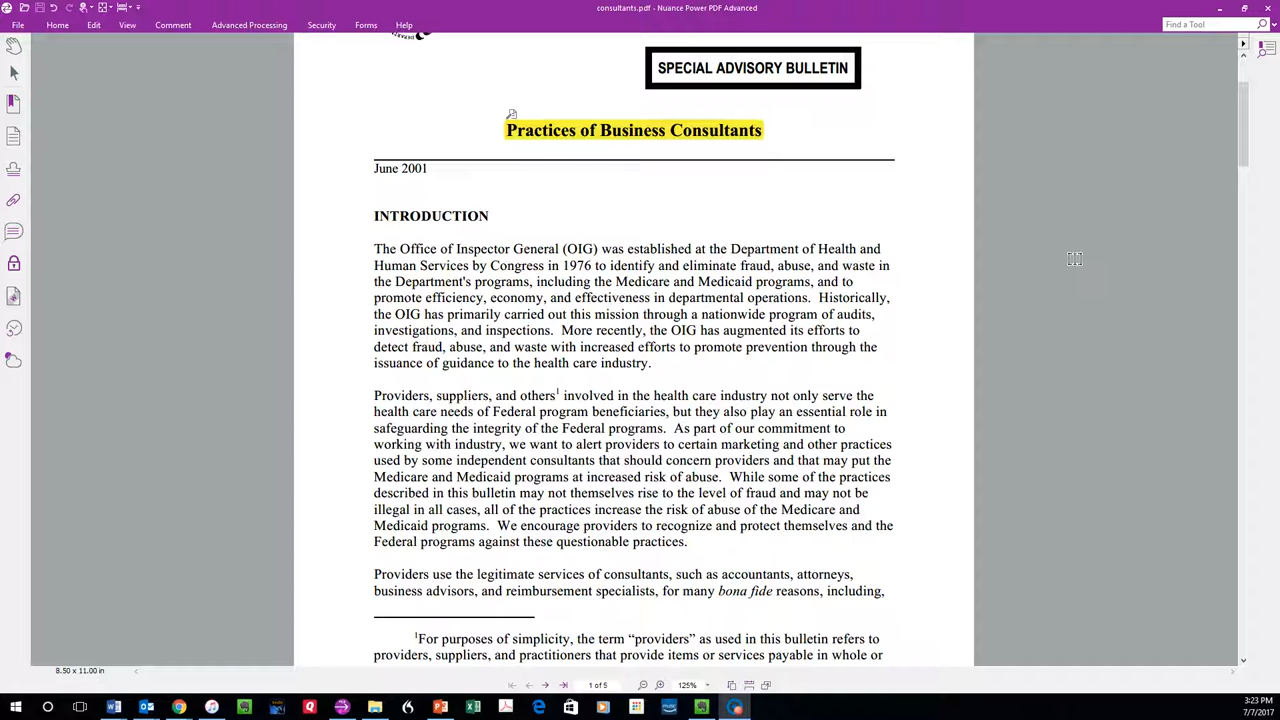 consultants.pdf - Nuance Power PDF Advanced
File Home Edit View Comment Advanced Processing Security Forms Help
Find a Tool
SPECIAL ADVISORY BULLETIN
Practices of Business Consultants
June 2001
INTRODUCTION
The Office of Inspector General (OIG) was established at the Department of Health and
Human Services by Congress in 1976 to identify and eliminate fraud, abuse, and waste in
the Department's programs, including the Medicare and Medicaid programs, and to
promote efficiency, economy, and effectiveness in departmental operations. Historically,
the OIG has primarily carried out this mission through a nationwide program of audits,
investigations, and inspections. More recently, the OIG has augmented its efforts to
detect fraud, abuse, and waste with increased efforts to promote prevention through the
issuance of guidance to the health care industry.
Providers, suppliers, and others1 involved in the health care industry not only serve the
health care needs of Federal program beneficiaries, but they also play an essential role in
safeguarding the integrity of the Federal programs. As part of our commitment to
working with industry, we want to alert providers to certain marketing and other practices
used by some independent consultants that should concern providers and that may put the
Medicare and Medicaid programs at increased risk of abuse. While some of the practices
described in this bulletin may not themselves rise to the level of fraud and may not be
illegal in all cases, all of the practices increase the risk of abuse of the Medicare and
Medicaid programs. We encourage providers to recognize and protect themselves and the
Federal programs against these questionable practices.
Providers use the legitimate services of consultants, such as accountants, attorneys,
business advisors, and reimbursement specialists, for many bona fide reasons, including,
1For purposes of simplicity, the term “providers” as used in this bulletin refers to
providers, suppliers, and practitioners that provide items or services payable in whole or
8.50 x 11.00 in
1 of 5
125%
3:23 PM
7/7/2017